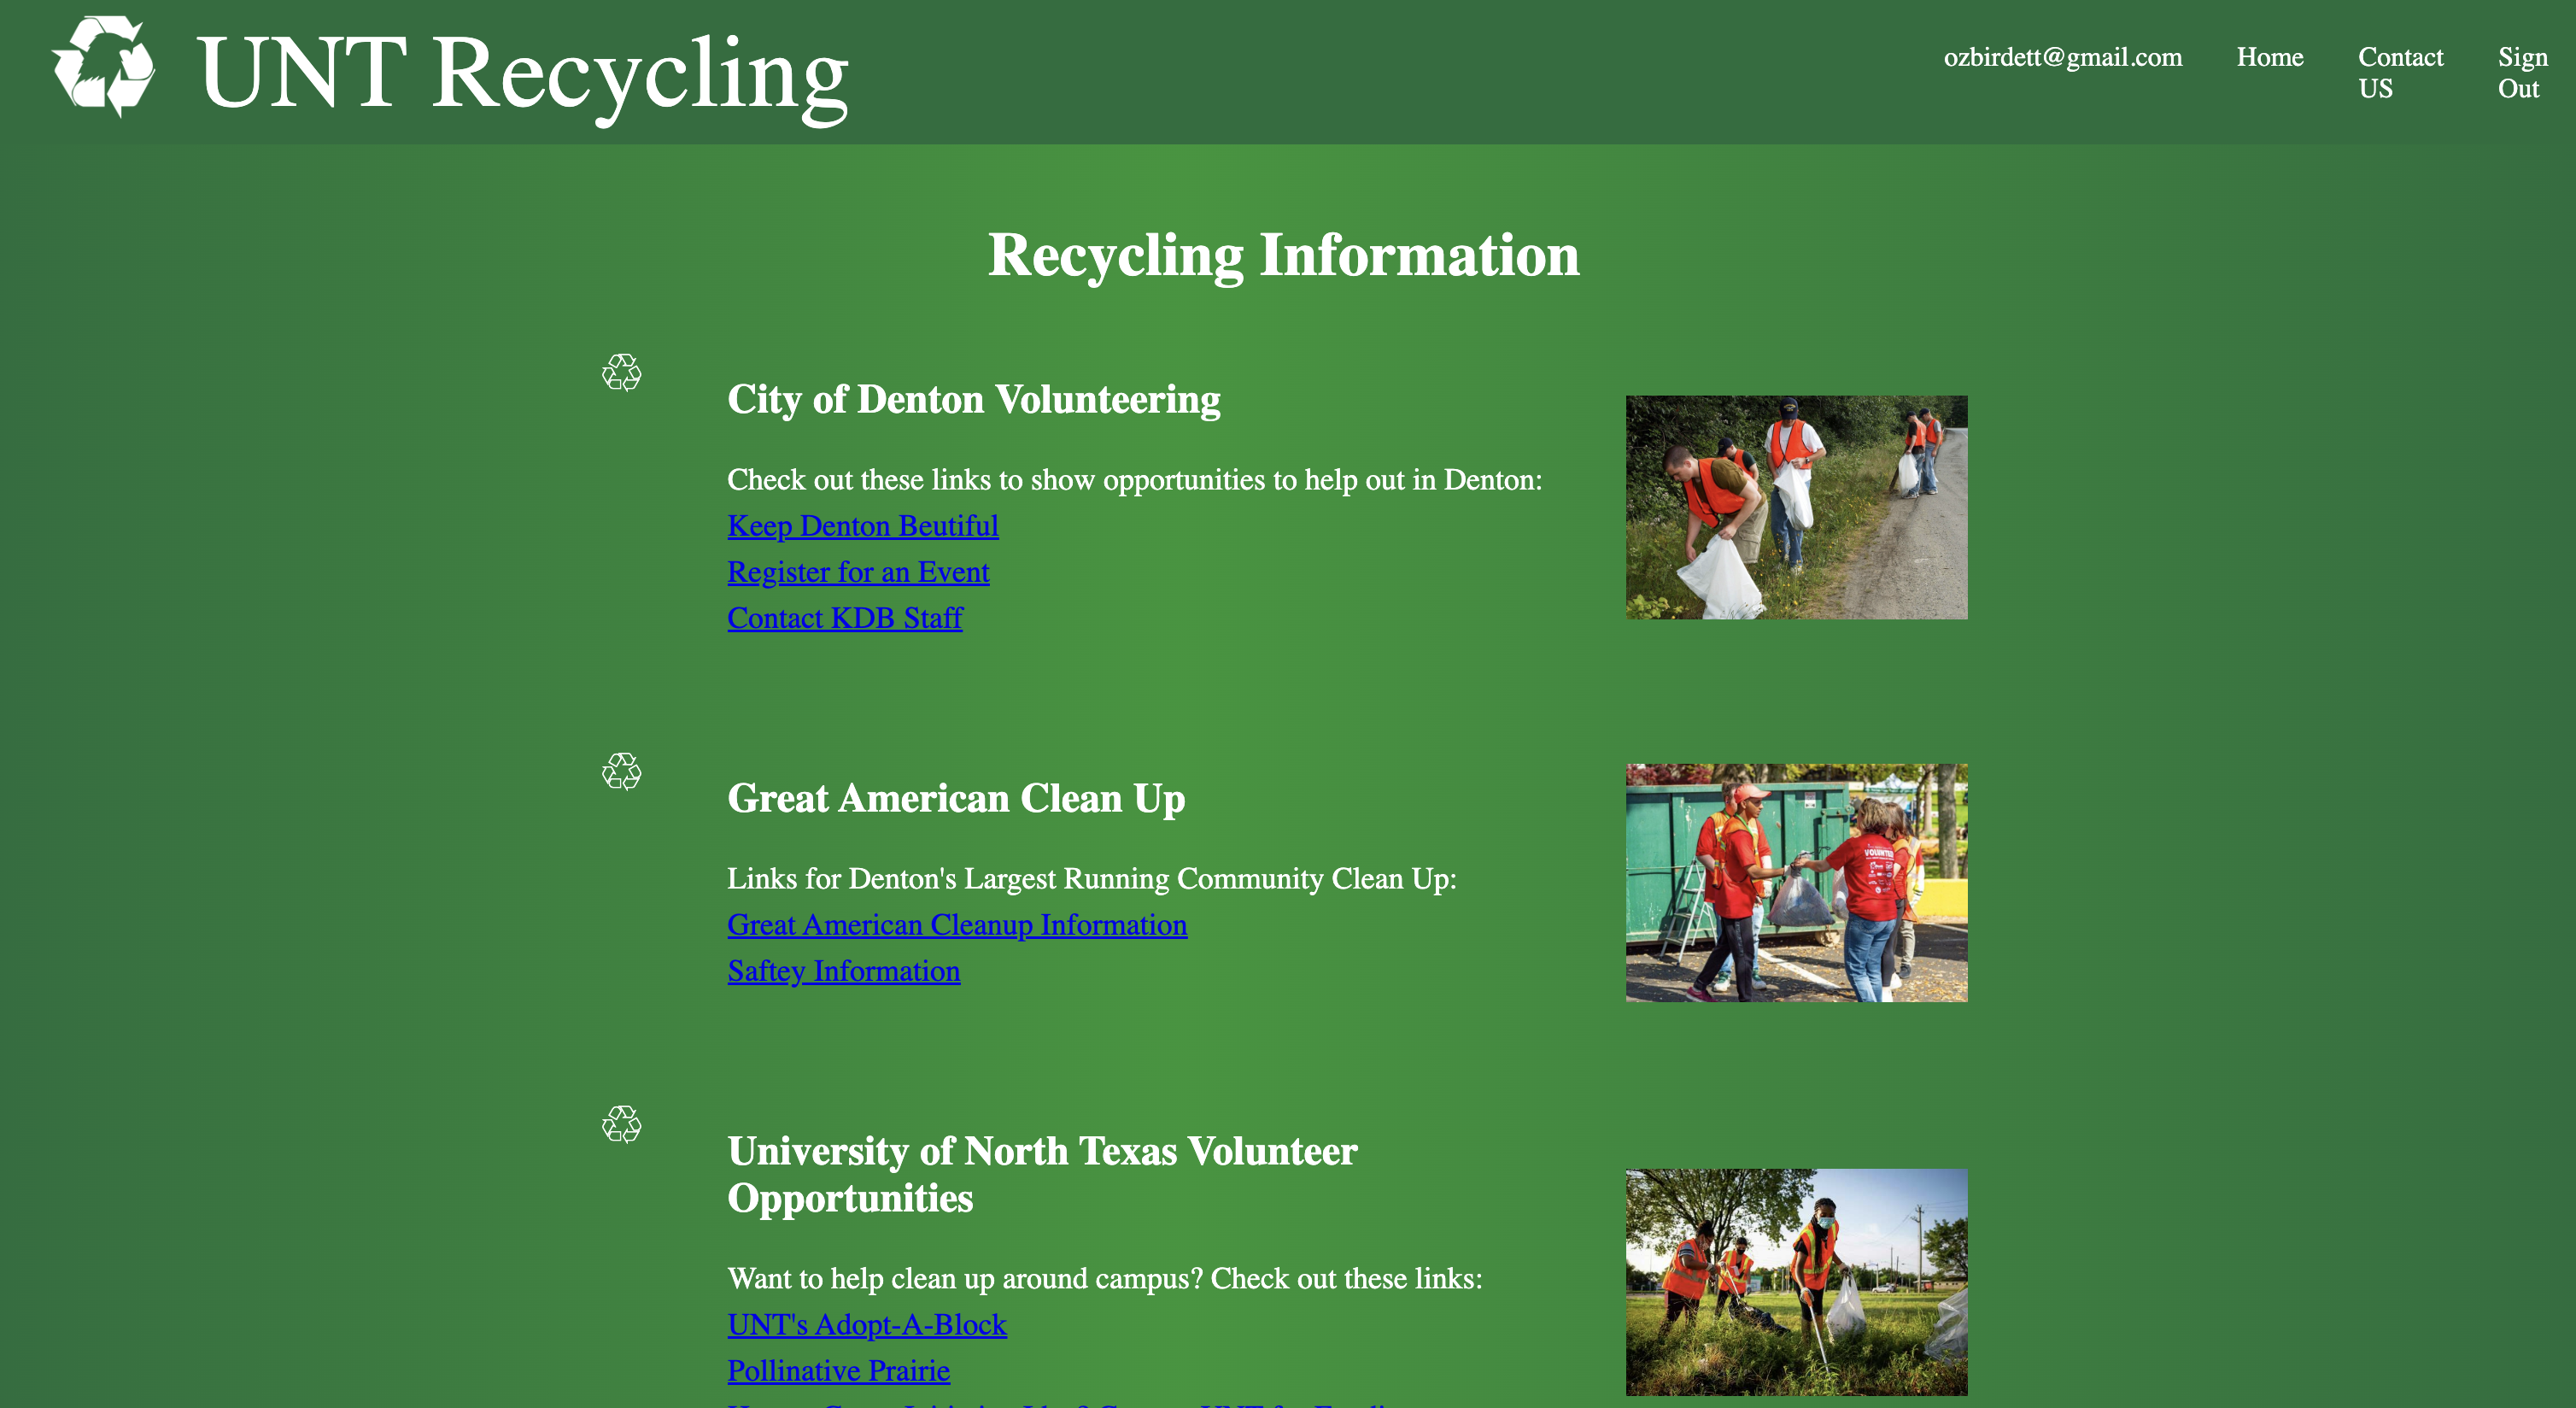 UNT Recycling
ozbirdett@gmail.com
Home
Contact
US
Sign
Out
Recycling Information
City of Denton Volunteering
Check out these links to show opportunities to help out in Denton:
Keep Denton Beutiful
Register for an Event
Contact KDB Staff
Great American Clean Up
Links for Denton's Largest Running Community Clean Up:
Great American Cleanup Information
Saftey Information
VOLUNTEER
University of North Texas Volunteer
Opportunities
Want to help clean up around campus? Check out these links:
UNT's Adopt-A-Block
Pollinative Prairie